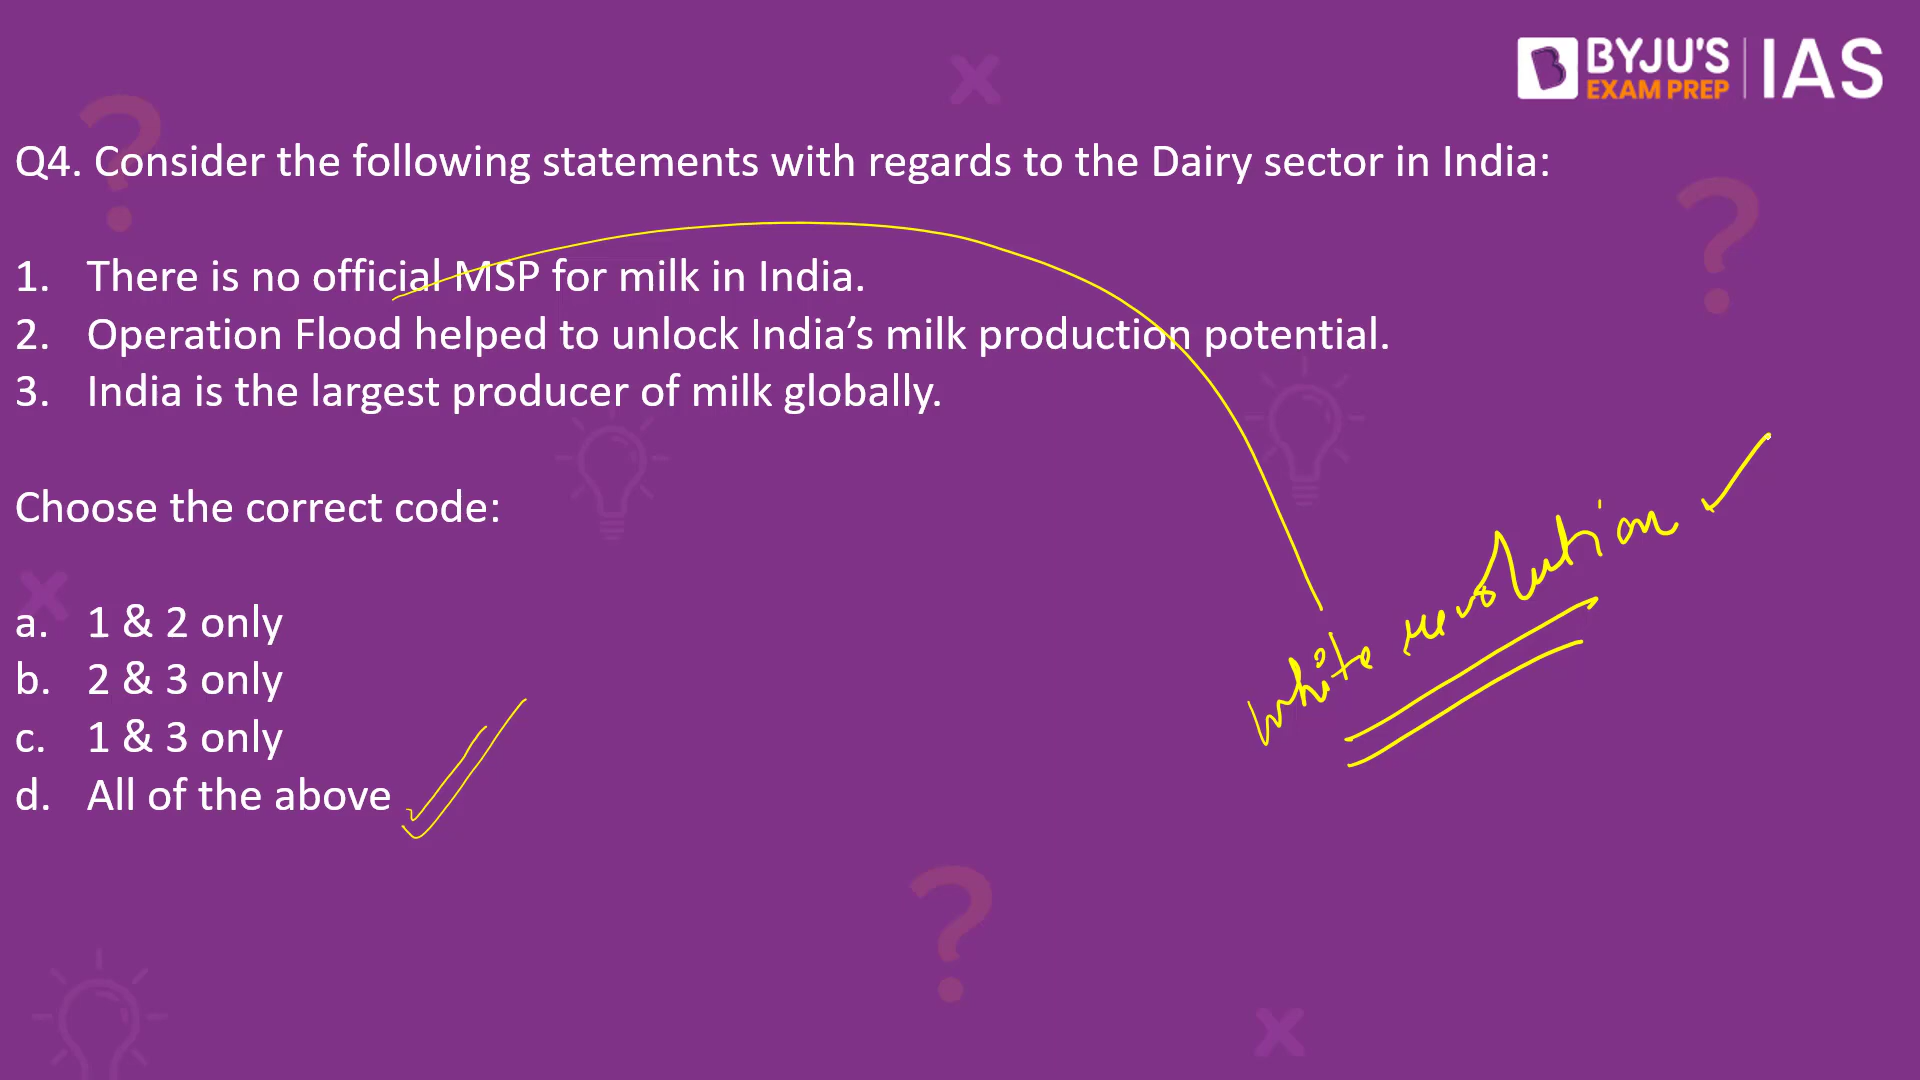 BYJU'S
EXAM PREP
IAS
Q4. Consider the following statements with regards to the Dairy sector in India:
1. There is no official MSP for milk in India.
2. Operation Flood helped to unlock India’s milk production potential.
3. India is the largest producer of milk globally.
Choose the correct code:
a. 1 & 2 only
b. 2 & 3 only
c. 1 & 3 only
d. All of the above
white revolution